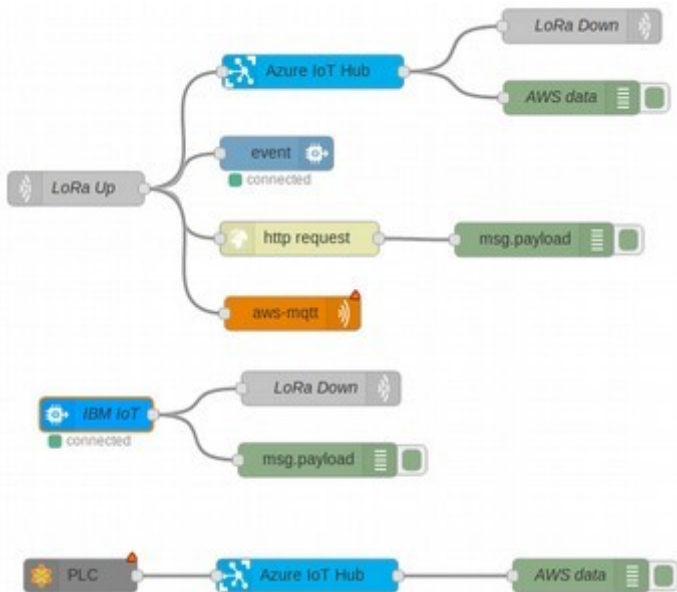 LoRa Down
Azure IoT Hub
AWS data
event
connected
LoRa Up
http request
msg.payload
aws-mqtt
LoRa Down
IBM IoT
connected
msg.payload
PLC
Azure IoT Hub
AWS data